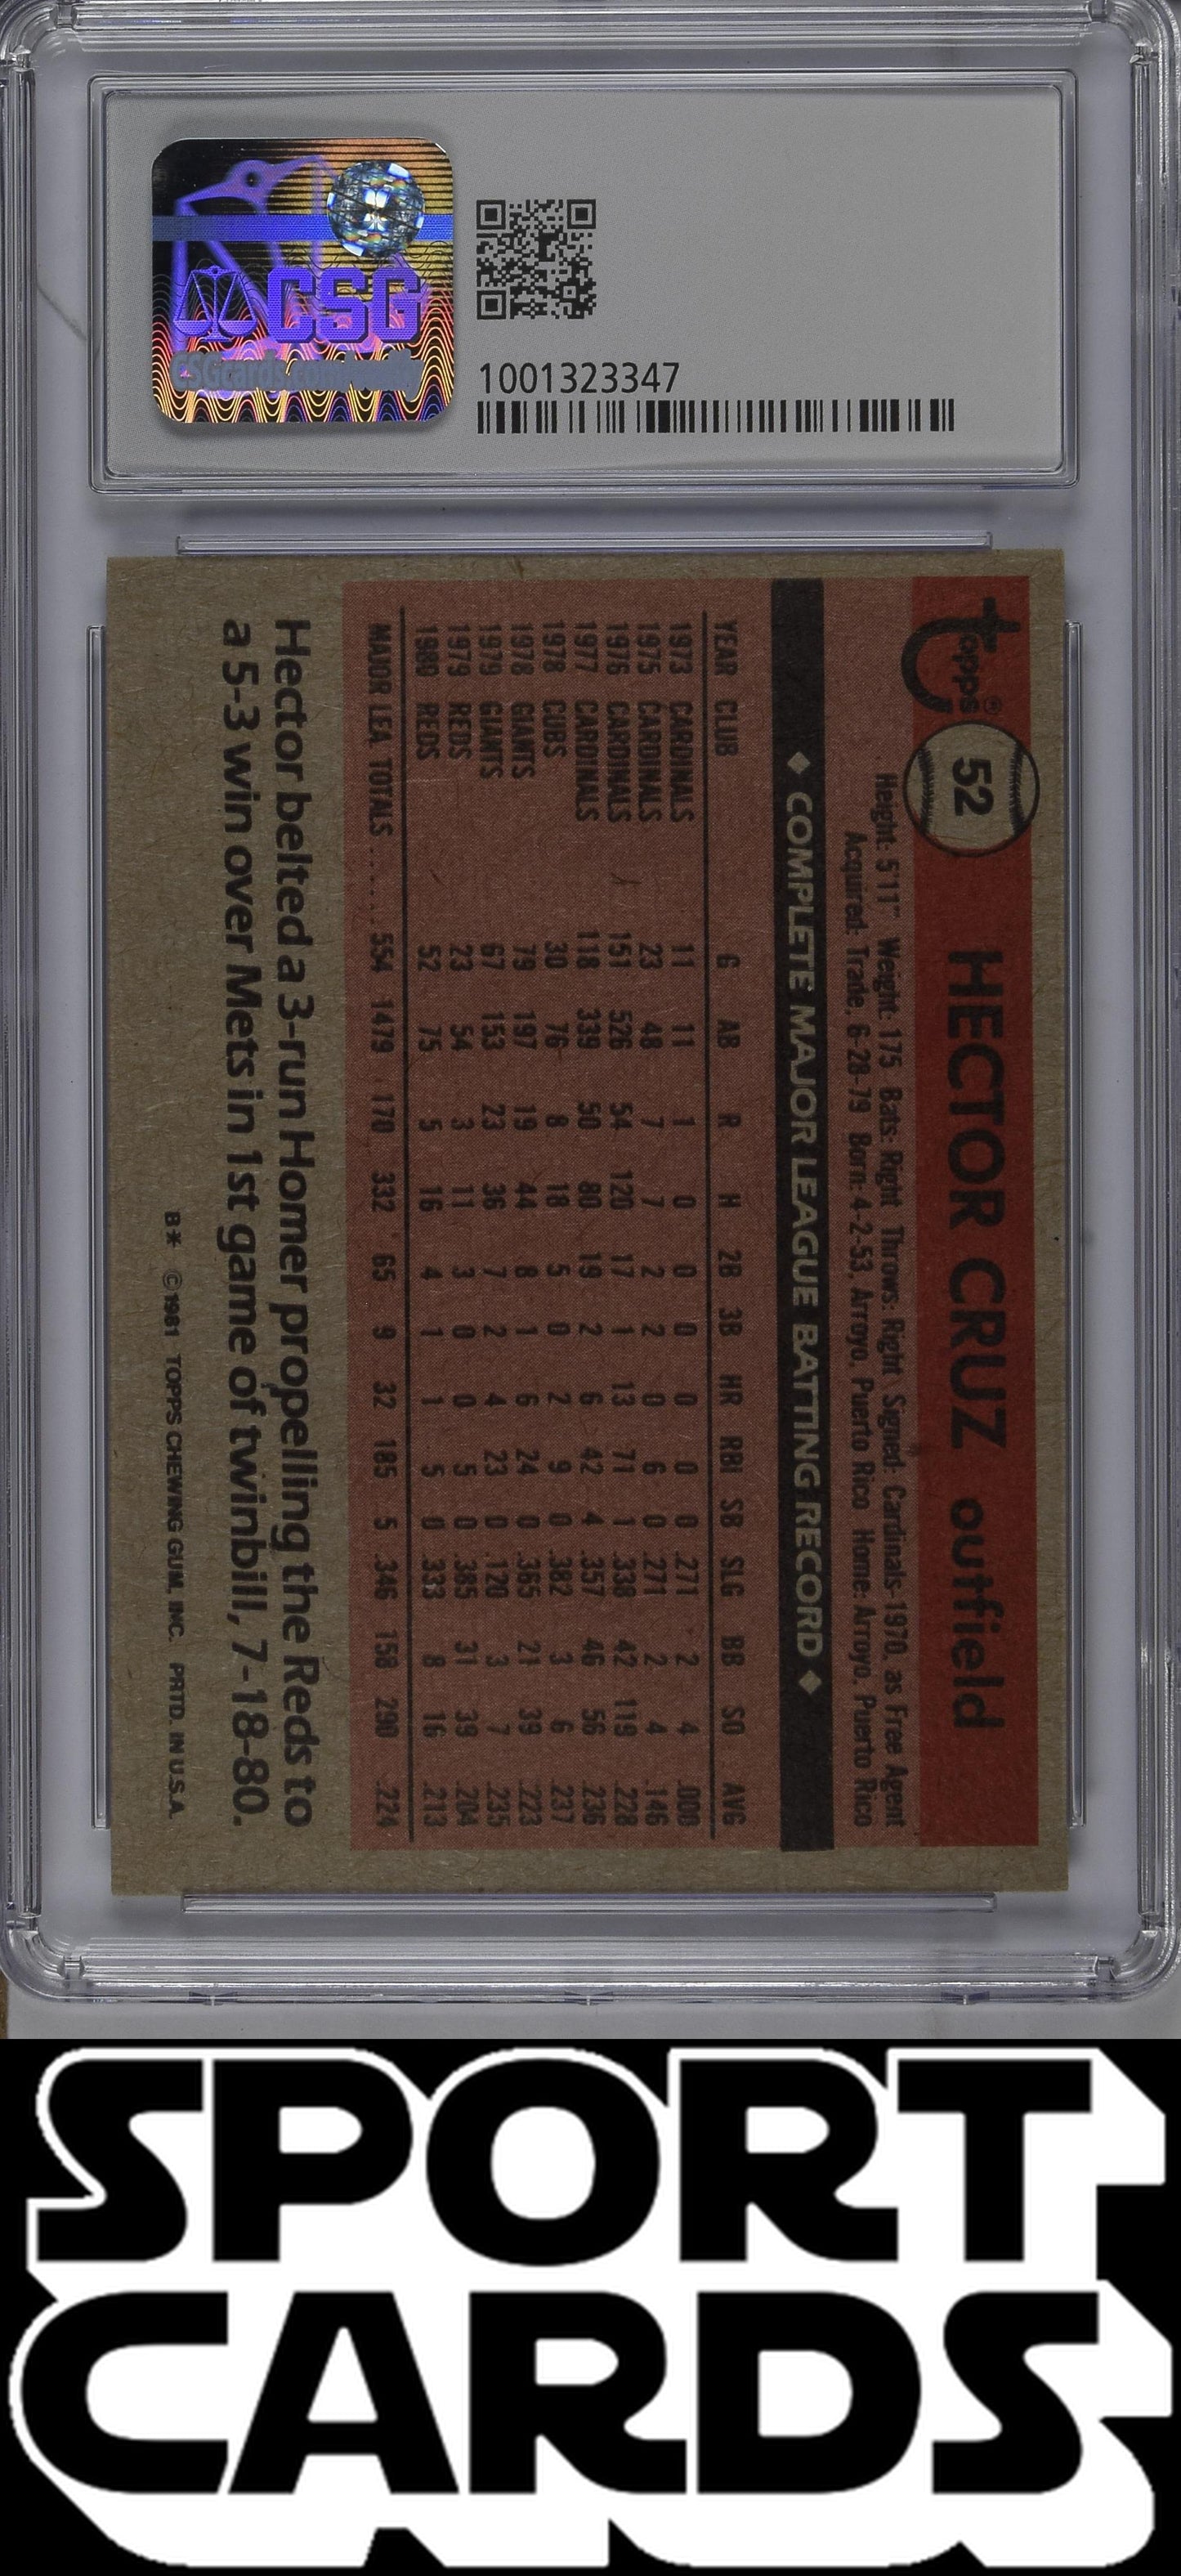 CSG
CSGcards.com/verify
1001323347
topps®
52
HECTOR CRUZ outfield
Height: 5'11" Weight: 175 Bats: Right Throws: Right Signed: Cardinals-1970, as Free Agent
Acquired: Trade, 6-28-79 Born: 4-2-53, Arroyo, Puerto Rico Home: Arroyo, Puerto Rico
♦ COMPLETE MAJOR LEAGUE BATTING RECORD ♦
YEAR CLUB G AB R H 2B 3B HR RBI SB SLG BB SO AVG
1973 CARDINALS 11 11 1 0 0 0 0 0 0 .271 2 4 .000
1975 CARDINALS 23 48 7 7 2 2 0 6 0 .271 2 4 .146
1976 CARDINALS 151 526 54 120 17 1 13 71 1 .338 42 119 .228
1977 CARDINALS 118 339 50 80 19 2 6 42 4 .357 46 56 .236
1978 CUBS 30 76 8 18 5 0 2 9 0 .382 3 6 .237
1978 GIANTS 79 197 19 44 8 1 6 24 0 .365 21 39 .223
1979 GIANTS 67 153 23 36 7 2 4 23 0 .120 3 7 .235
1979 REDS 23 54 3 11 3 0 0 5 0 .385 31 39 .204
1980 REDS 52 75 5 16 4 1 1 5 0 .333 8 16 .213
MAJOR LEA. TOTALS ....... 554 1479 170 332 65 9 32 185 5 .346 158 290 .224
Hector belted a 3-run Homer propelling the Reds to
a 5-3 win over Mets in 1st game of twinbill, 7-18-80.
B* ©1981 TOPPS CHEWING GUM, INC. PRTD. IN U.S.A.
SPORT
CARDS